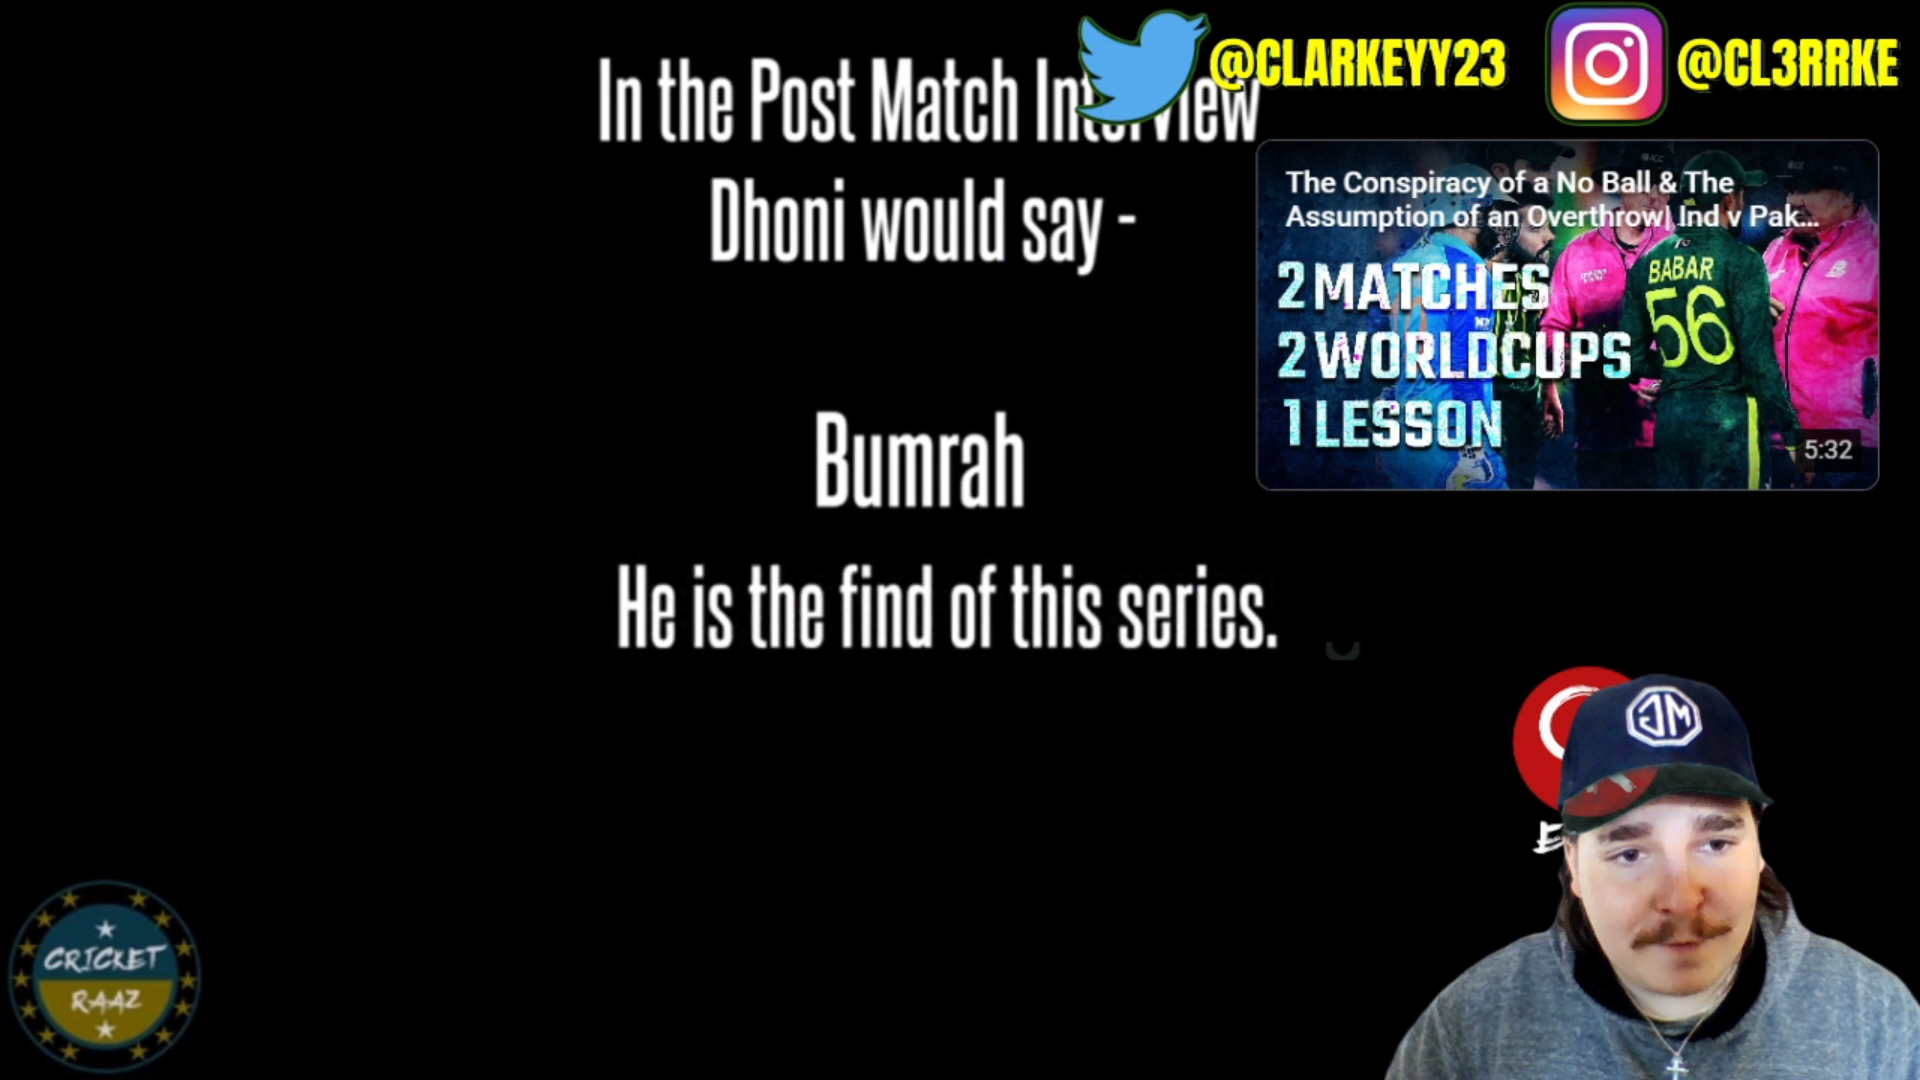 In the Post Match Interview
Dhoni would say -
Bumrah
He is the find of this series.
@CLARKEYY23
@CL3RRKE
The Conspiracy of a No Ball & The
Assumption of an Overthrow| Ind v Pak...
2 MATCHES
2 WORLDCUPS
1 LESSON
BABAR
56
5:32
JM
CRICKET
RAAZ